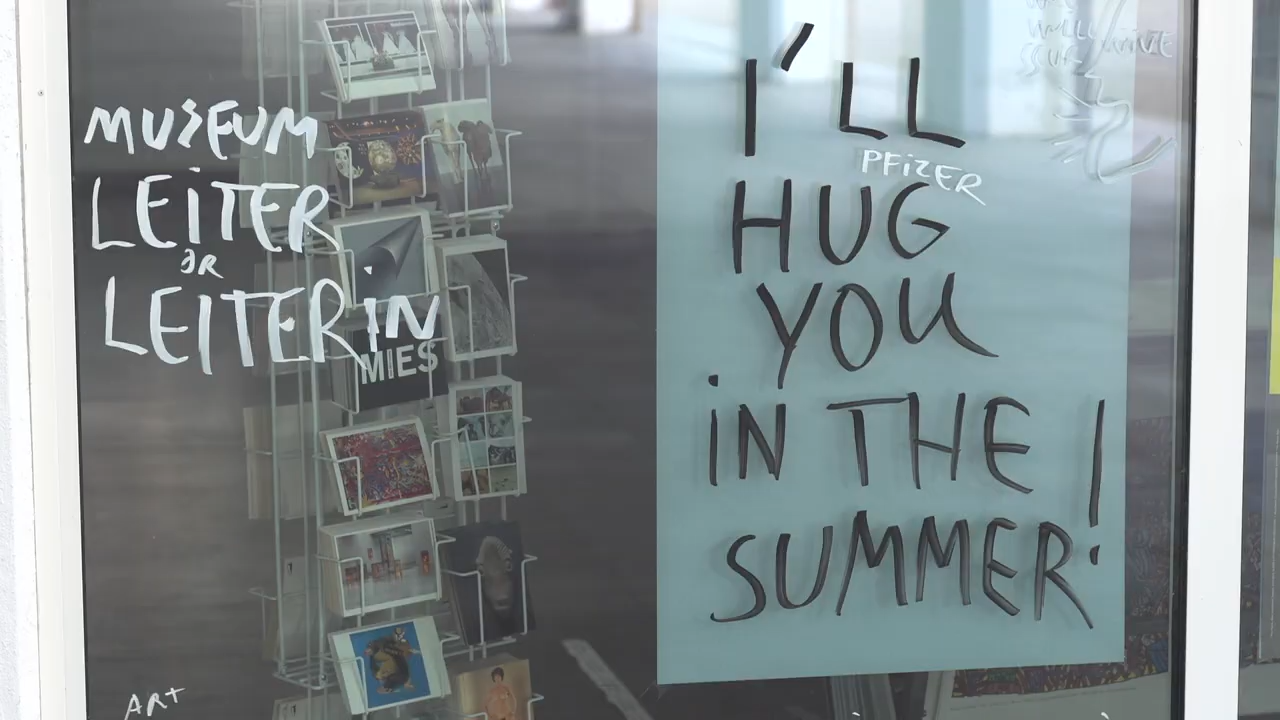 MUSEUM
LEiTER
OR
LEITERiN
MIES
ART
I'LL
PFiZER
HUG
YOU
iN THE
SUMMER!